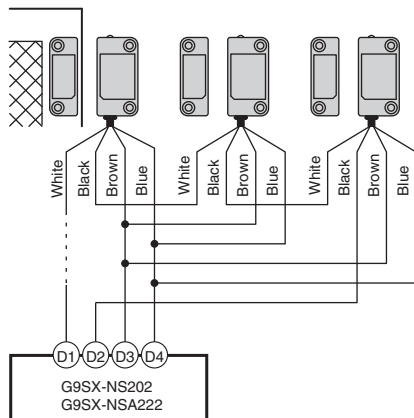 White
Black
Brown
Blue
White
Black
Brown
Blue
White
Black
Brown
Blue
D1 D2 D3 D4
G9SX-NS202
G9SX-NSA222